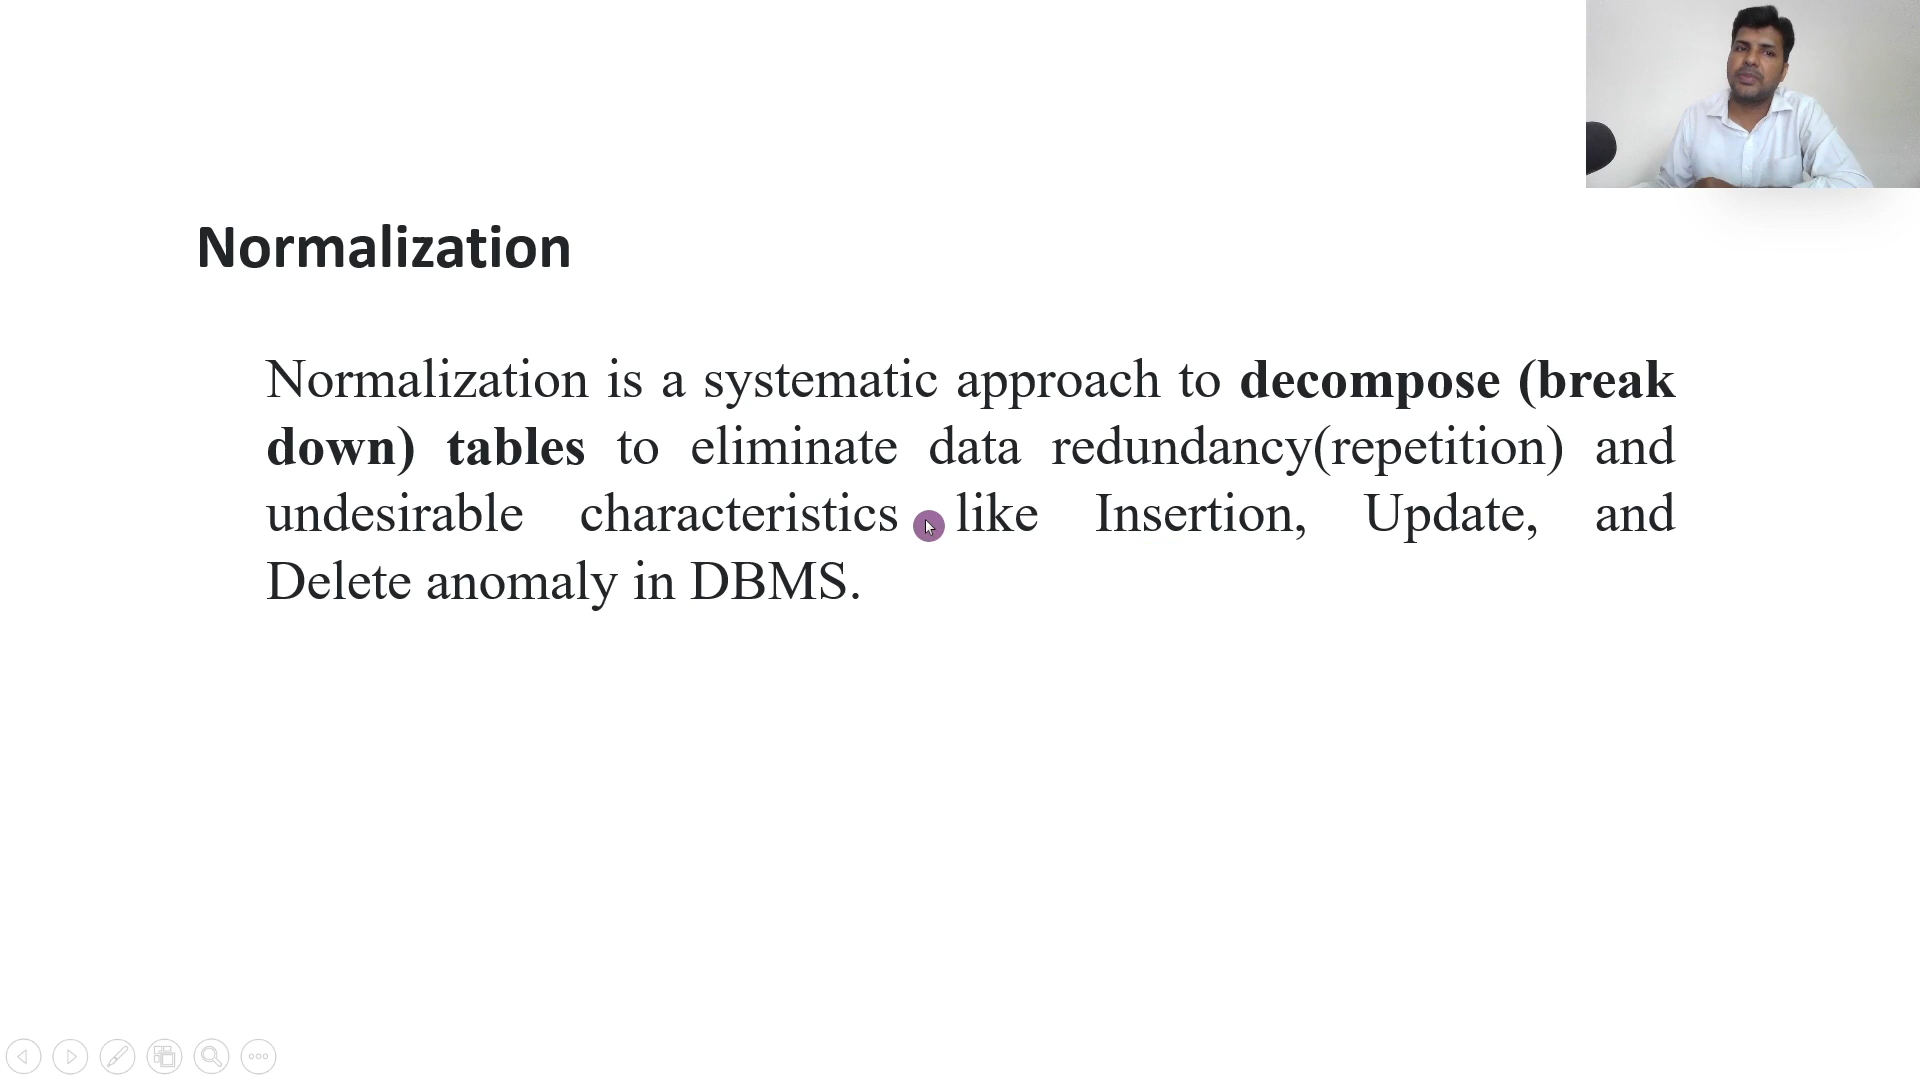 Normalization
Normalization is a systematic approach to decompose (break
down) tables to eliminate data redundancy(repetition) and
undesirable characteristics like Insertion, Update, and
Delete anomaly in DBMS.